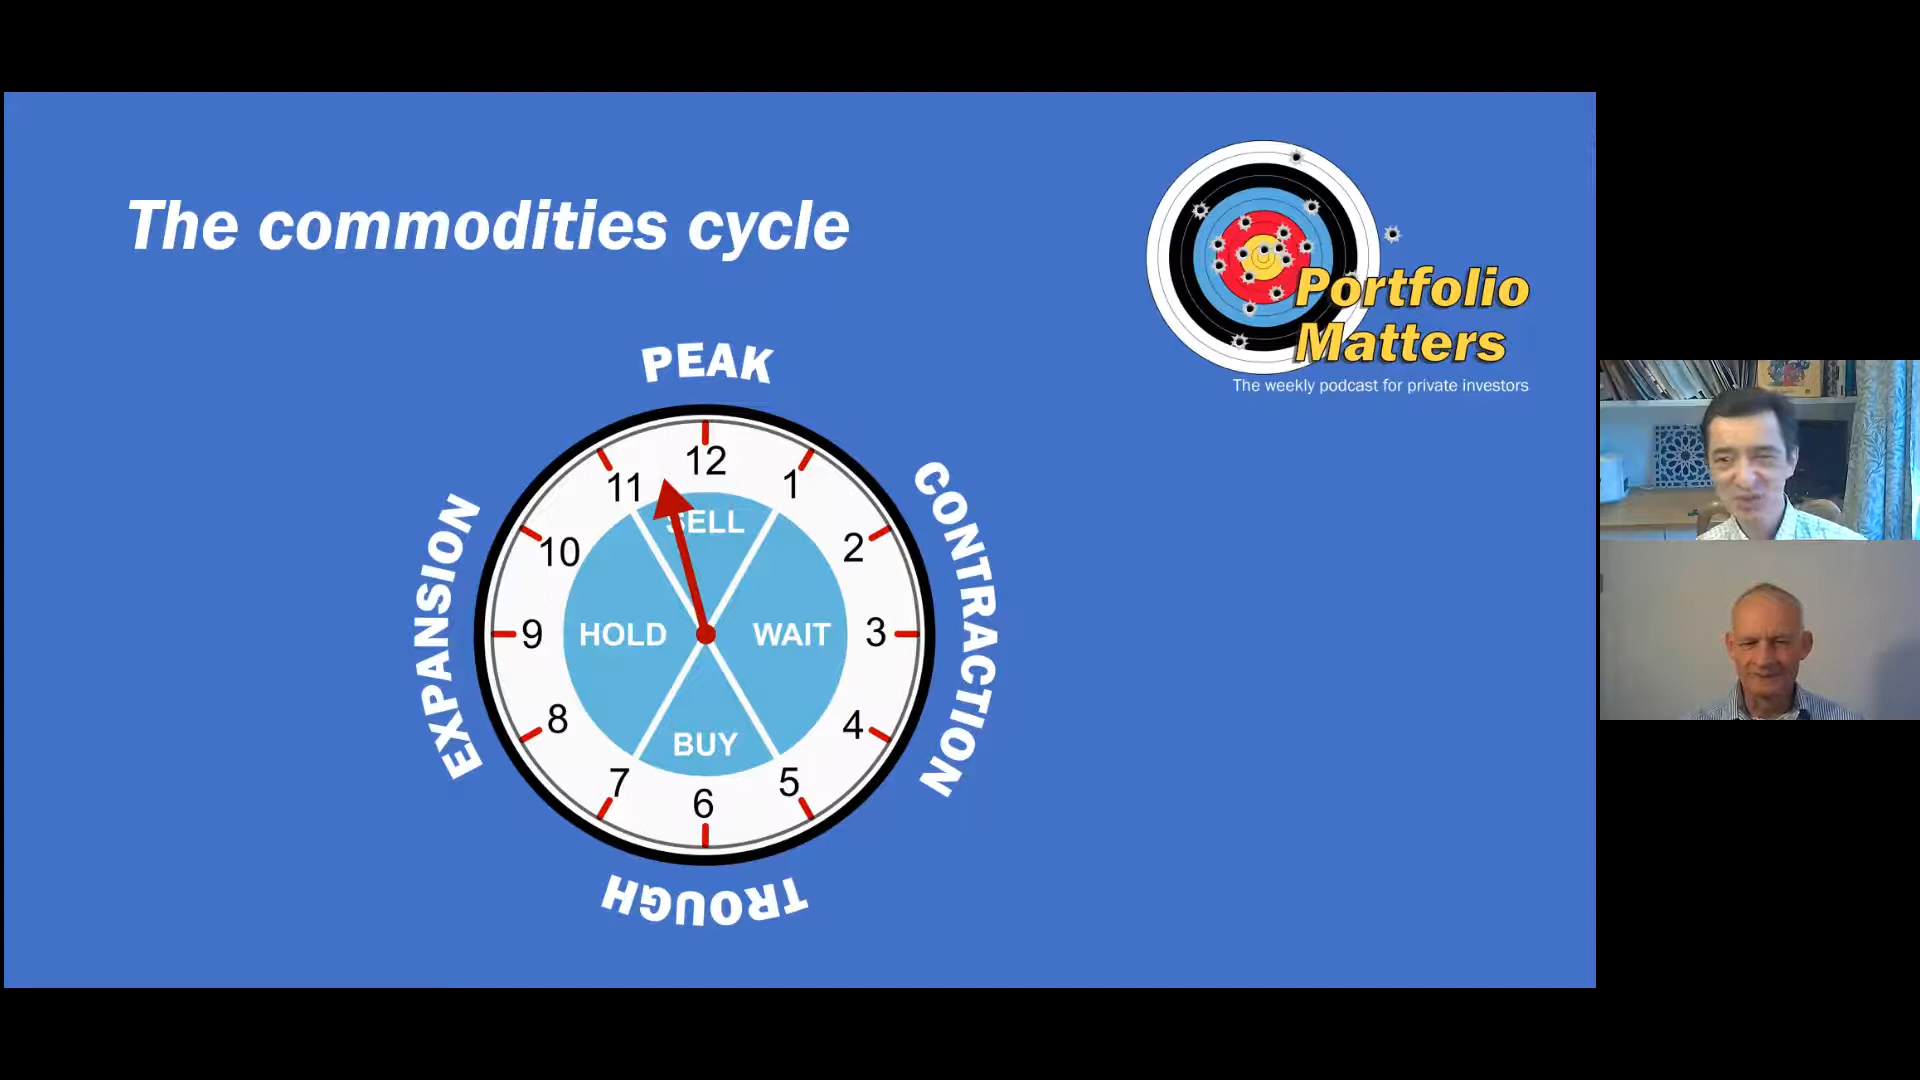 The commodities cycle
Portfolio
Matters
The weekly podcast for private investors
PEAK
CONTRACTION
TROUGH
EXPANSION
12
1
2
3
4
5
6
7
8
9
10
11
SELL
WAIT
BUY
HOLD